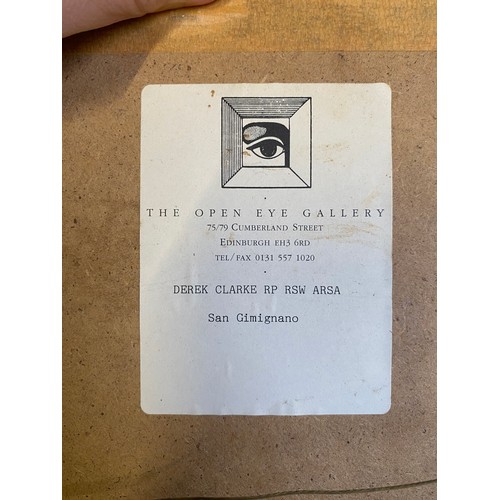 THE OPEN EYE GALLERY
75/79 CUMBERLAND STREET
EDINBURGH EH3 6RD
TEL/FAX 0131 557 1020
DEREK CLARKE RP RSW ARSA
San Gimignano